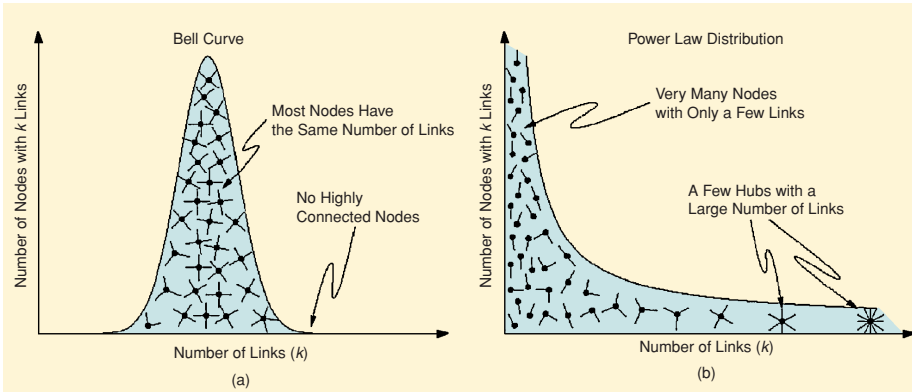 Bell Curve
Number of Nodes with k Links
Most Nodes Have
the Same Number of Links
No Highly
Connected Nodes
Number of Links (k)
(a)
Power Law Distribution
Number of Nodes with k Links
Very Many Nodes
with Only a Few Links
A Few Hubs with a
Large Number of Links
Number of Links (k)
(b)